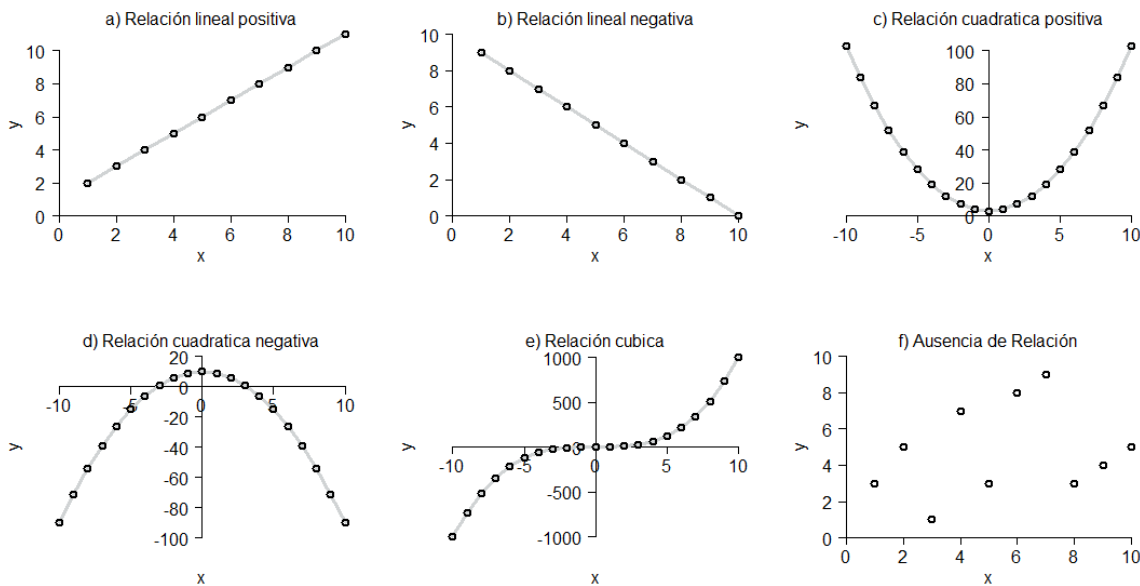 a) Relación lineal positiva
10
8
6
4
2
0
y
0 2 4 6 8 10
x
b) Relación lineal negativa
10
8
6
4
2
0
y
0 2 4 6 8 10
x
c) Relación cuadratica positiva
100
80
60
40
20
0
y
-10 -5 0 5 10
x
d) Relación cuadratica negativa
20
0
-10 -5 0 5 10
-20
-40
-60
-80
-100
y
x
e) Relación cubica
1000
500
0
-10 -5 0 5 10
-500
-1000
y
x
f) Ausencia de Relación
10
8
6
4
2
0
y
0 2 4 6 8 10
x